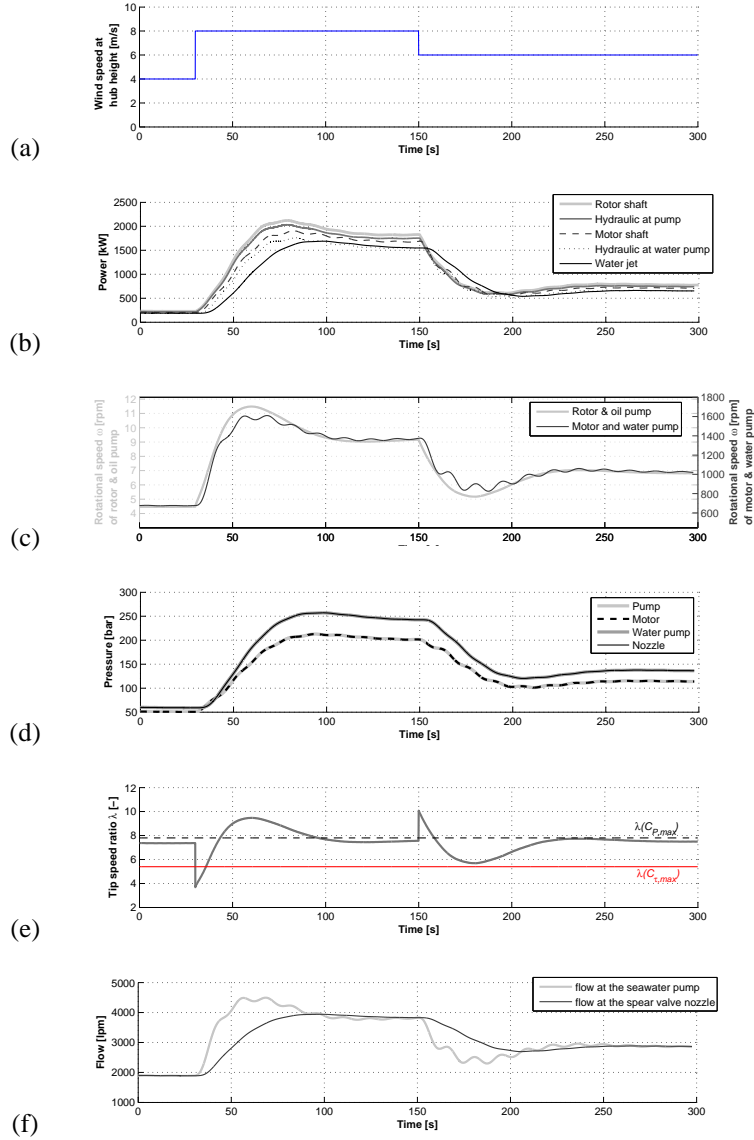 10
8
6
4
2
0
Wind speed at
hub height [m/s]
0 50 100 150 200 250 300
Time [s]
(a)
2500
2000
1500
1000
500
0
Power [kW]
Rotor shaft
Hydraulic at pump
Motor shaft
Hydraulic at water pump
Water jet
0 50 100 150 200 250 300
Time [s]
(b)
12
11
10
9
8
7
6
5
4
Rotational speed ω [rpm]
of rotor & oil pump
Rotor & oil pump
Motor and water pump
1800
1600
1400
1200
1000
800
600
Rotational speed ω [rpm]
of motor & water pump
0 50 100 150 200 250 300
(c)
300
250
200
150
100
50
Pressure [bar]
Pump
Motor
Water pump
Nozzle
0 50 100 150 200 250 300
Time [s]
(d)
12
10
8
6
4
2
Tip speed ratio λ [–]
λ(C_P,max)
λ(C_τ,max)
0 50 100 150 200 250 300
Time [s]
(e)
5000
4000
3000
2000
1000
Flow [lpm]
flow at the seawater pump
flow at the spear valve nozzle
0 50 100 150 200 250 300
Time [s]
(f)